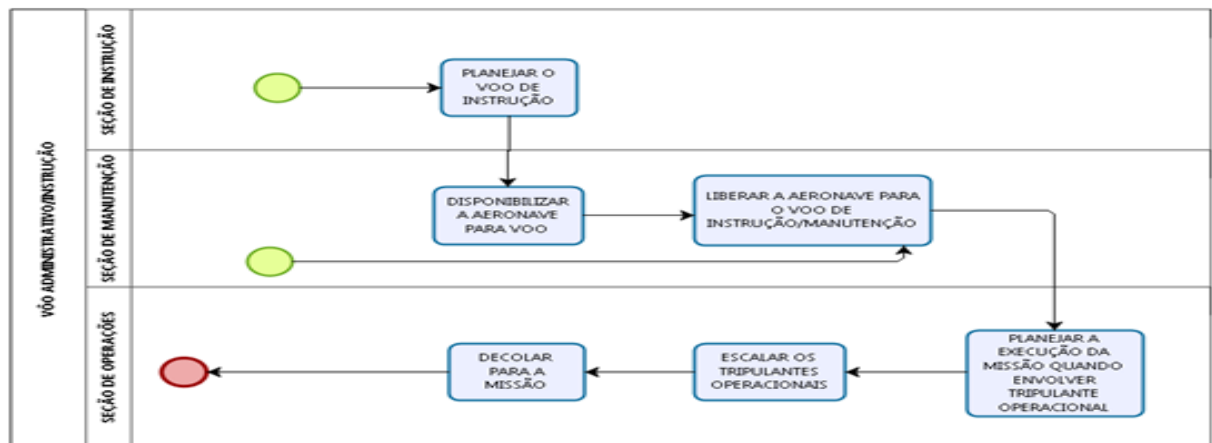 VÔO ADMINISTRATIVO/INSTRUÇÃO
SEÇÃO DE INSTRUÇÃO
PLANEJAR O
VOO DE
INSTRUÇÃO
SEÇÃO DE MANUTENÇÃO
DISPONIBILIZAR
A AERONAVE
PARA VOO
LIBERAR A AERONAVE PARA
O VOO DE
INSTRUÇÃO/MANUTENÇÃO
SEÇÃO DE OPERAÇÕES
DECOLAR
PARA A
MISSÃO
ESCALAR OS
TRIPULANTES
OPERACIONAIS
PLANEJAR A
EXECUÇÃO DA
MISSÃO QUANDO
ENVOLVER
TRIPULANTE
OPERACIONAL